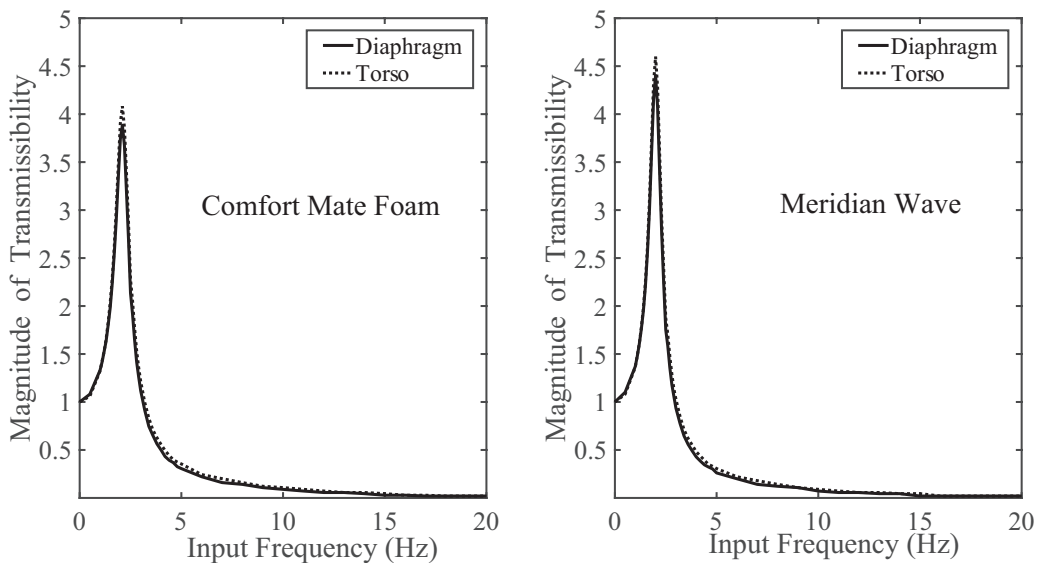 5
4.5
4
3.5
3
2.5
2
1.5
1
0.5
Magnitude of Transmissibility
Diaphragm
Torso
Comfort Mate Foam
0 5 10 15 20
Input Frequency (Hz)
5
4.5
4
3.5
3
2.5
2
1.5
1
0.5
Magnitude of Transmissibility
Diaphragm
Torso
Meridian Wave
0 5 10 15 20
Input Frequency (Hz)